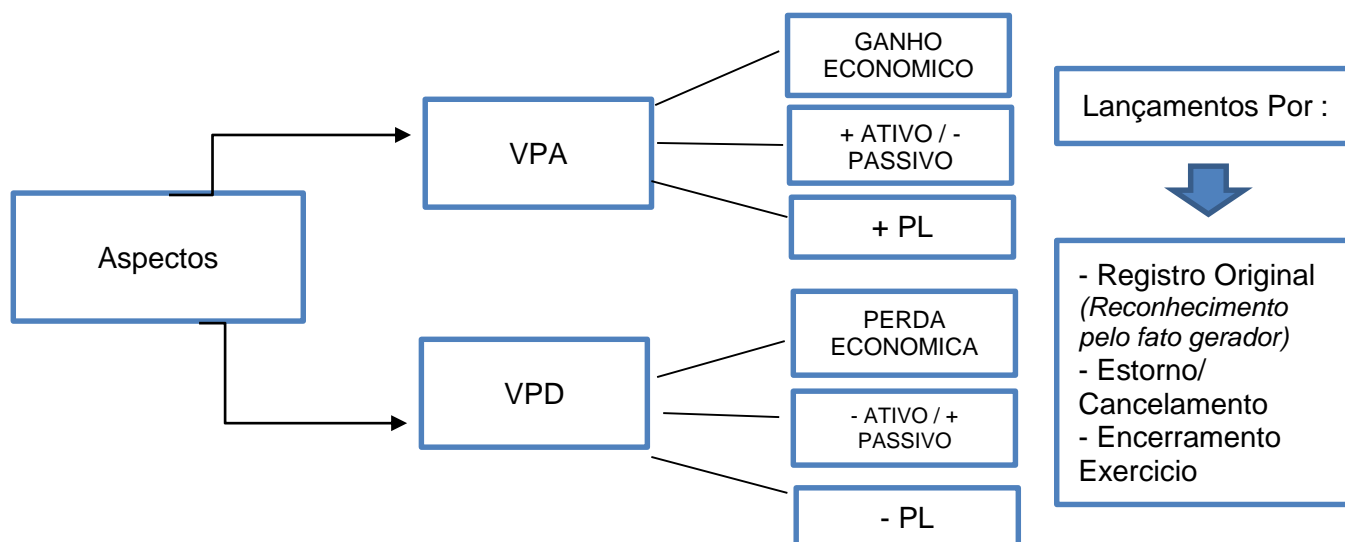 Aspectos
VPA
GANHO
ECONOMICO
+ ATIVO / -
PASSIVO
+ PL
VPD
PERDA
ECONOMICA
- ATIVO / +
PASSIVO
- PL
Lançamentos Por :
- Registro Original
(Reconhecimento
pelo fato gerador)
- Estorno/
Cancelamento
- Encerramento
Exercicio